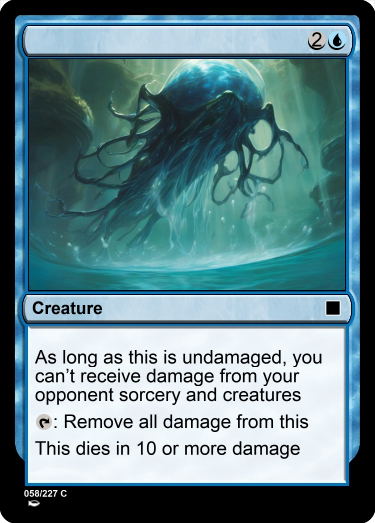 2
Creature
As long as this is undamaged, you
can't receive damage from your
opponent sorcery and creatures
: Remove all damage from this
This dies in 10 or more damage
058/227 C